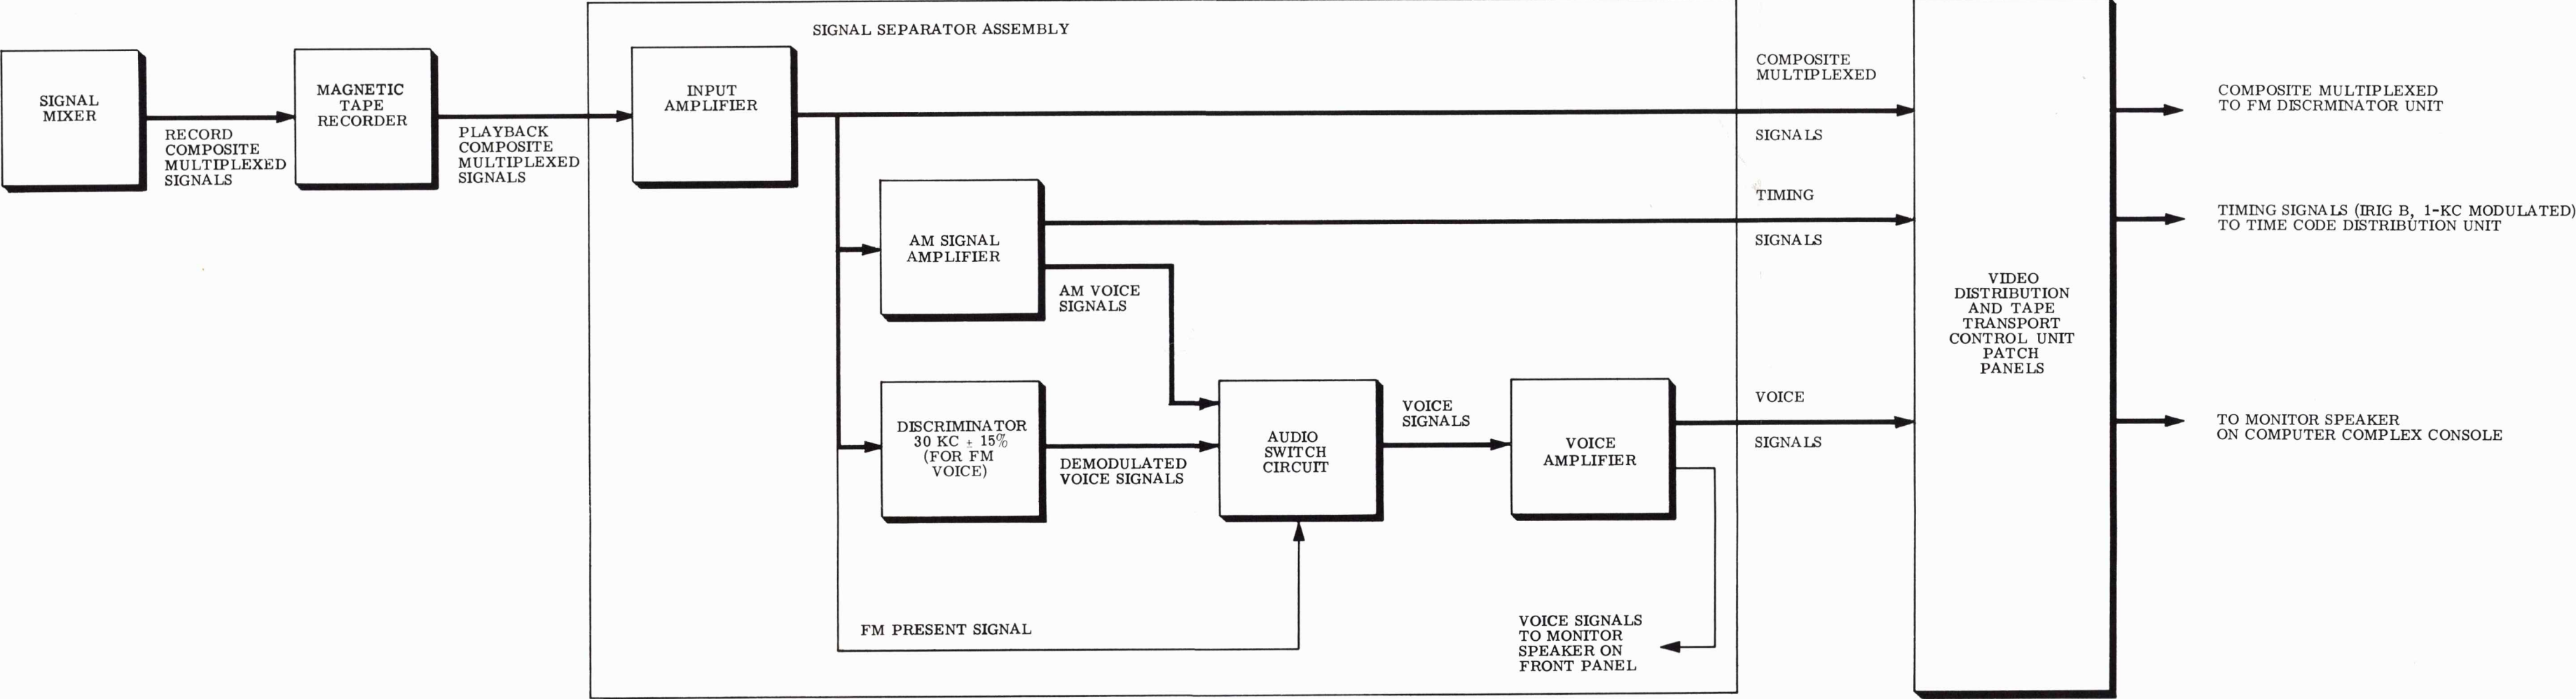 SIGNAL SEPARATOR ASSEMBLY
SIGNAL
MIXER
RECORD
COMPOSITE
MULTIPLEXED
SIGNALS
MAGNETIC
TAPE
RECORDER
PLAYBACK
COMPOSITE
MULTIPLEXED
SIGNALS
INPUT
AMPLIFIER
COMPOSITE
MULTIPLEXED
SIGNALS
AM SIGNAL
AMPLIFIER
TIMING
SIGNALS
AM VOICE
SIGNALS
DISCRIMINATOR
30 KC ± 15%
(FOR FM
VOICE)
DEMODULATED
VOICE SIGNALS
AUDIO
SWITCH
CIRCUIT
VOICE
SIGNALS
VOICE
AMPLIFIER
VOICE
SIGNALS
FM PRESENT SIGNAL
VOICE SIGNALS
TO MONITOR
SPEAKER ON
FRONT PANEL
VIDEO
DISTRIBUTION
AND TAPE
TRANSPORT
CONTROL UNIT
PATCH
PANELS
COMPOSITE MULTIPLEXED
TO FM DISCRMINATOR UNIT
TIMING SIGNALS (IRIG B, 1-KC MODULATED)
TO TIME CODE DISTRIBUTION UNIT
TO MONITOR SPEAKER
ON COMPUTER COMPLEX CONSOLE